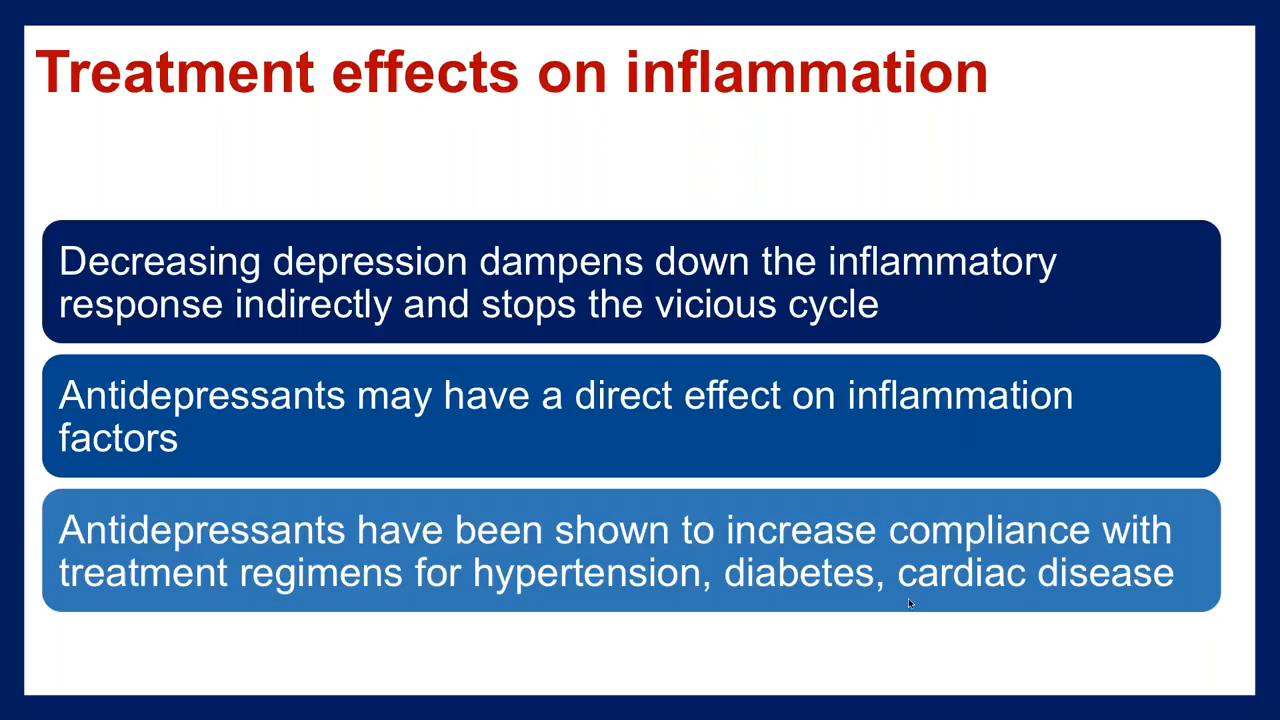 Treatment effects on inflammation
Decreasing depression dampens down the inflammatory
response indirectly and stops the vicious cycle
Antidepressants may have a direct effect on inflammation
factors
Antidepressants have been shown to increase compliance with
treatment regimens for hypertension, diabetes, cardiac disease